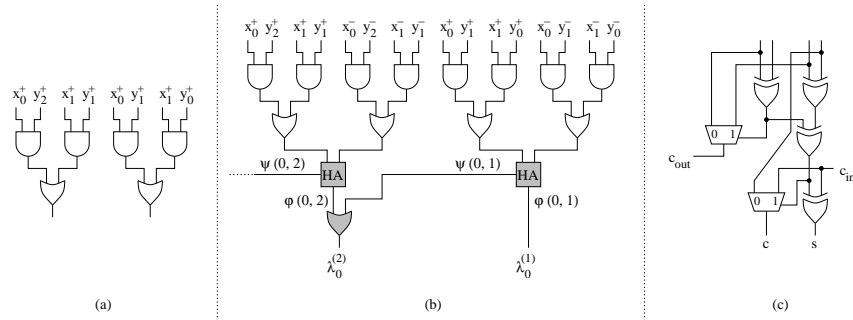 x₀⁺ y₂⁺ x₁⁺ y₁⁺ x₀⁺ y₁⁺ x₁⁺ y₀⁺
(a)
x₀⁺ y₂⁺ x₁⁺ y₁⁺ x₀⁻ y₂⁻ x₁⁻ y₁⁻ x₀⁺ y₁⁺ x₁⁺ y₀⁺ x₀⁻ y₁⁻ x₁⁻ y₀⁻
ψ (0, 2) HA ψ (0, 1) HA
φ (0, 2) φ (0, 1)
λ₀⁽²⁾ λ₀⁽¹⁾
(b)
0 1
c_out
c_in
0 1
c s
(c)